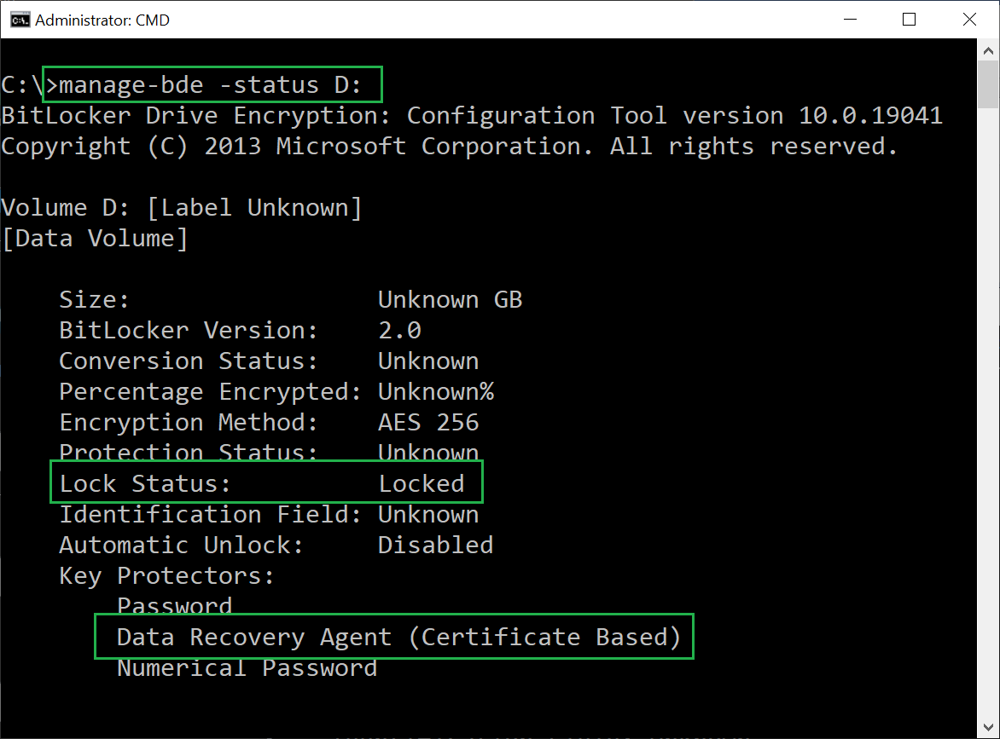 Administrator: CMD
C:\>manage-bde -status D:
BitLocker Drive Encryption: Configuration Tool version 10.0.19041
Copyright (C) 2013 Microsoft Corporation. All rights reserved.
Volume D: [Label Unknown]
[Data Volume]
Size: Unknown GB
BitLocker Version: 2.0
Conversion Status: Unknown
Percentage Encrypted: Unknown%
Encryption Method: AES 256
Protection Status: Unknown
Lock Status: Locked
Identification Field: Unknown
Automatic Unlock: Disabled
Key Protectors:
Password
Data Recovery Agent (Certificate Based)
Numerical Password